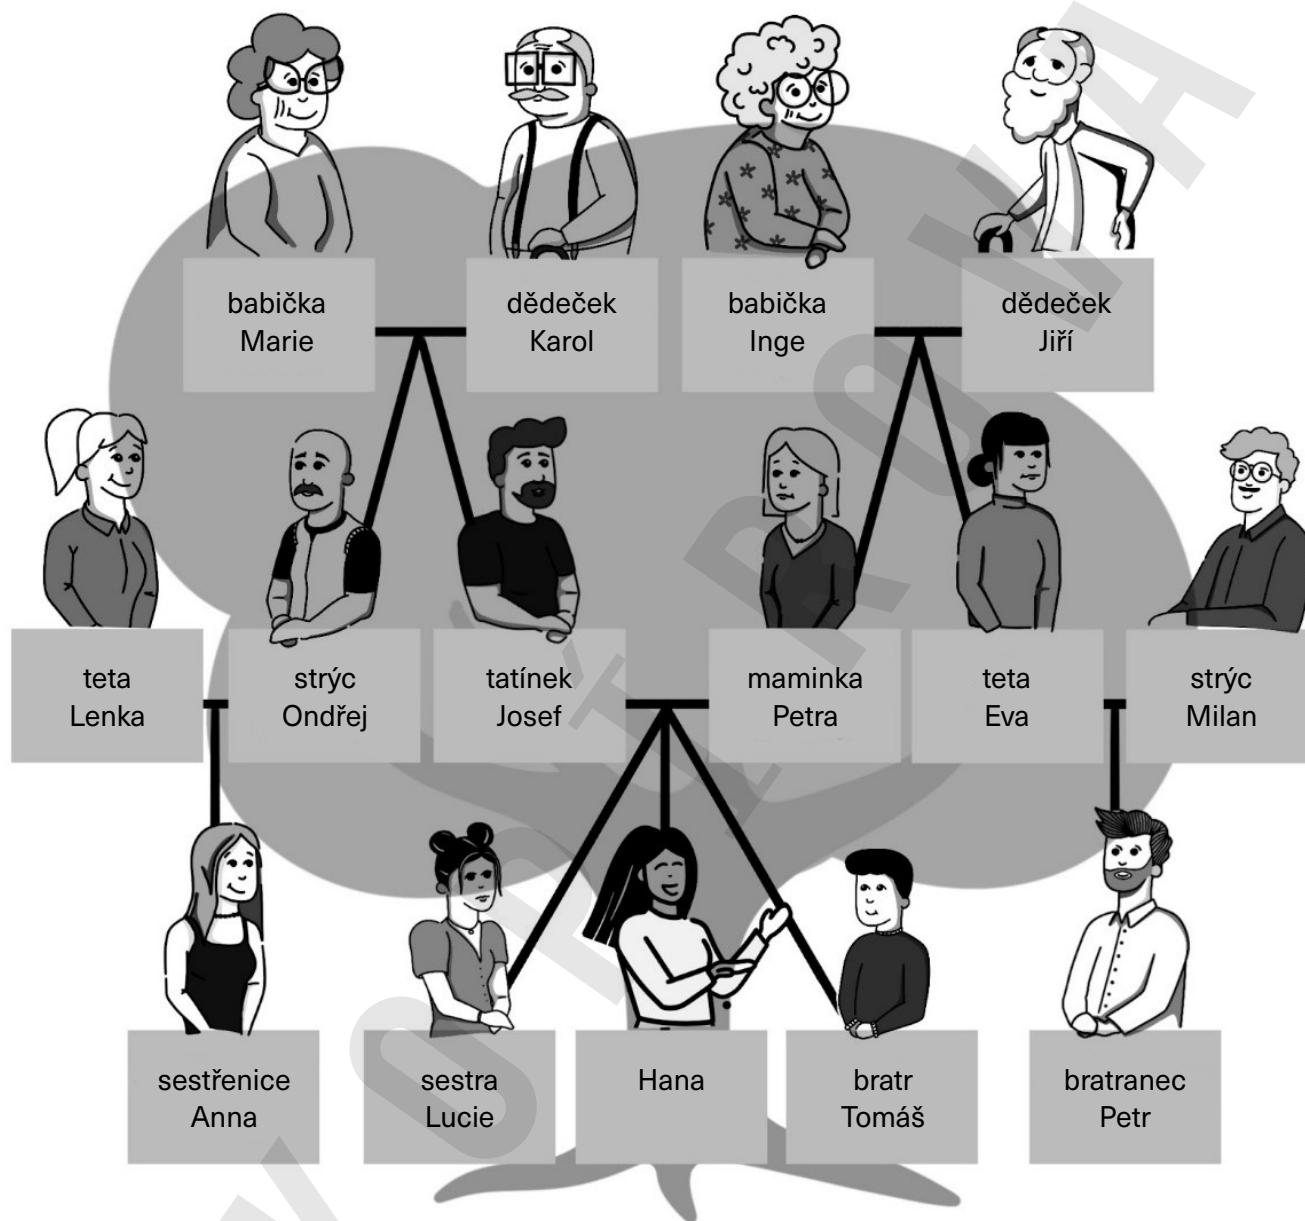 babička
Marie
dědeček
Karol
babička
Inge
dědeček
Jiří
teta
Lenka
strýc
Ondřej
tatínek
Josef
maminka
Petra
teta
Eva
strýc
Milan
sestřenice
Anna
sestra
Lucie
Hana
bratr
Tomáš
bratranec
Petr